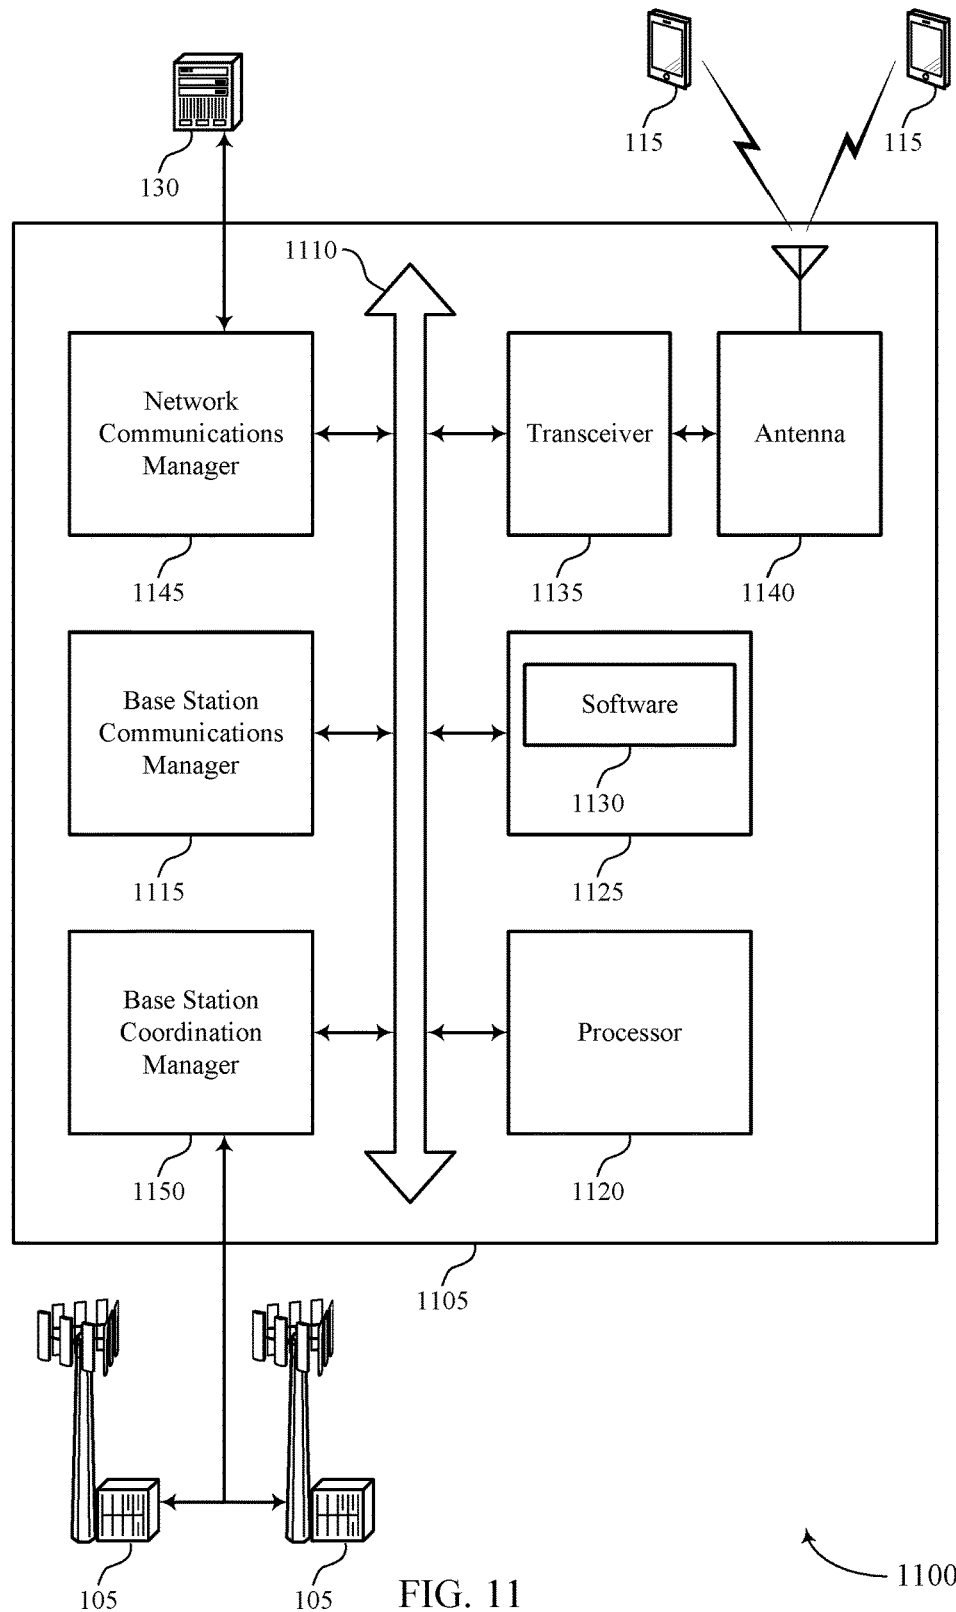 130
115
115
1110
Network
Communications
Manager
1145
Transceiver
1135
Antenna
1140
Base Station
Communications
Manager
1115
Software
1130
1125
Base Station
Coordination
Manager
1150
Processor
1120
1105
105
105
FIG. 11
1100